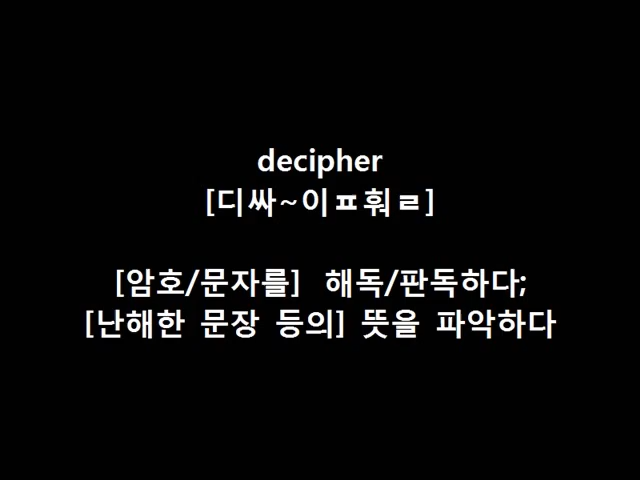 decipher
[디싸~이ㅍ훠ㄹ]
[암호/문자를] 해독/판독하다;
[난해한 문장 등의] 뜻을 파악하다